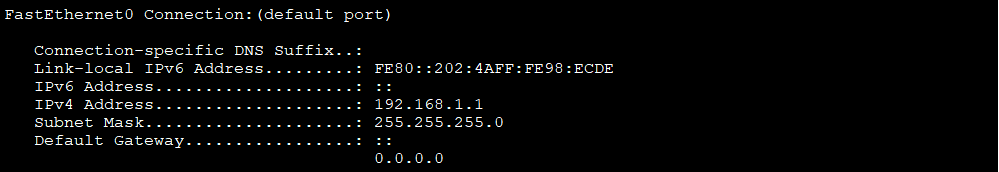 FastEthernet0 Connection:(default port)
Connection-specific DNS Suffix..:
Link-local IPv6 Address.........: FE80::202:4AFF:FE98:ECDE
IPv6 Address....................: ::
IPv4 Address....................: 192.168.1.1
Subnet Mask.....................: 255.255.255.0
Default Gateway.................: ::
0.0.0.0